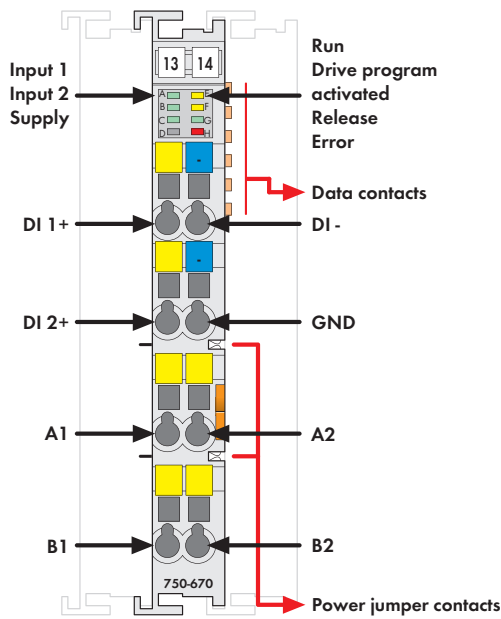 13 14
Input 1
Input 2
Supply
Run
Drive program
activated
Release
Error
A E
B F
C G
D H
Data contacts
- 
DI 1+
DI -
-
DI 2+
GND
A1
A2
B1
B2
750-670
Power jumper contacts